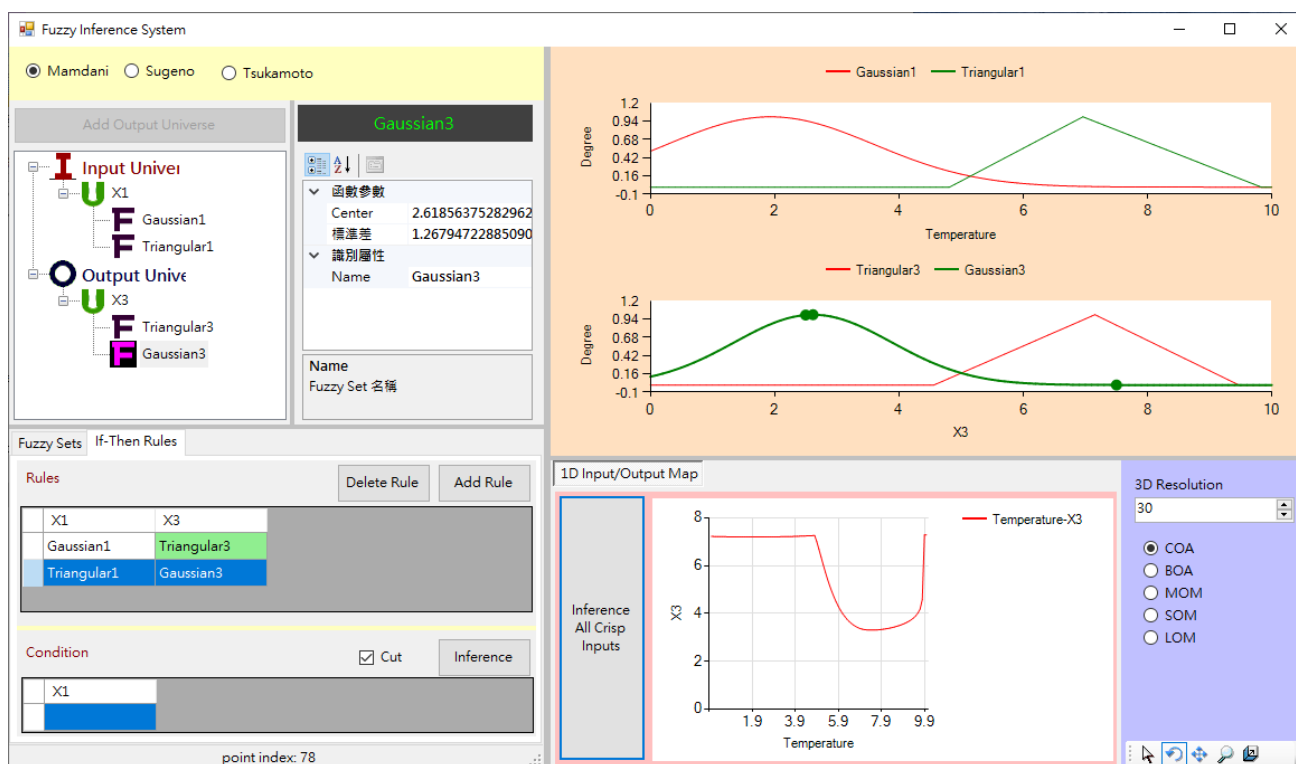 Fuzzy Inference System
Mamdani Sugeno Tsukamoto
Add Output Universe
Input Univer
X1
Gaussian1
Triangular1
Output Unive
X3
Triangular3
Gaussian3
Gaussian3
函數參數
Center 2.61856375282962
標準差 1.26794722885090
識別屬性
Name Gaussian3
Name
Fuzzy Set 名稱
Gaussian1 Triangular1
1.2
0.94
0.68
0.42
0.16
-0.1
Degree
0 2 4 6 8 10
Temperature
Triangular3 Gaussian3
1.2
0.94
0.68
0.42
0.16
-0.1
Degree
0 2 4 6 8 10
X3
Fuzzy Sets If-Then Rules
Rules
Delete Rule Add Rule
X1 X3
Gaussian1 Triangular3
Triangular1 Gaussian3
Condition
Cut Inference
X1
point index: 78
1D Input/Output Map
Inference
All Crisp
Inputs
Temperature-X3
8
6
4
2
0
X3
1.9 3.9 5.9 7.9 9.9
Temperature
3D Resolution
30
COA
BOA
MOM
SOM
LOM